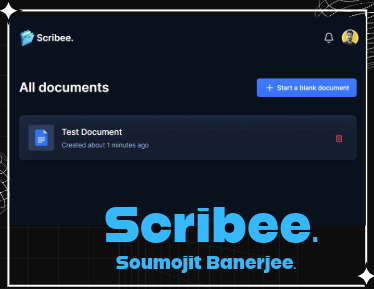 Scribee.
All documents
+ Start a blank document
Test Document
Created about 1 minutes ago
Scribee.
Soumojit Banerjee.